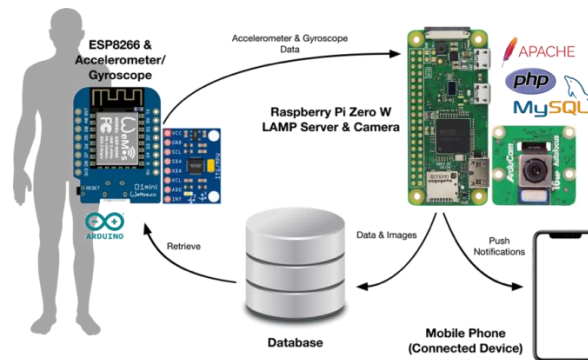 ESP8266 &
Accelerometer/
Gyroscope
Accelerometer & Gyroscope
Data
APACHE
php
MySQL
Raspberry Pi Zero W
LAMP Server & Camera
WeMos
VCC
GND
SCL
SDA
XDA
XCL
ADO
INT
D1 mini
RESET
ARDUINO
ArduCam
Autofocus
Retrieve
Data & Images
Push
Notifications
Database
Mobile Phone
(Connected Device)